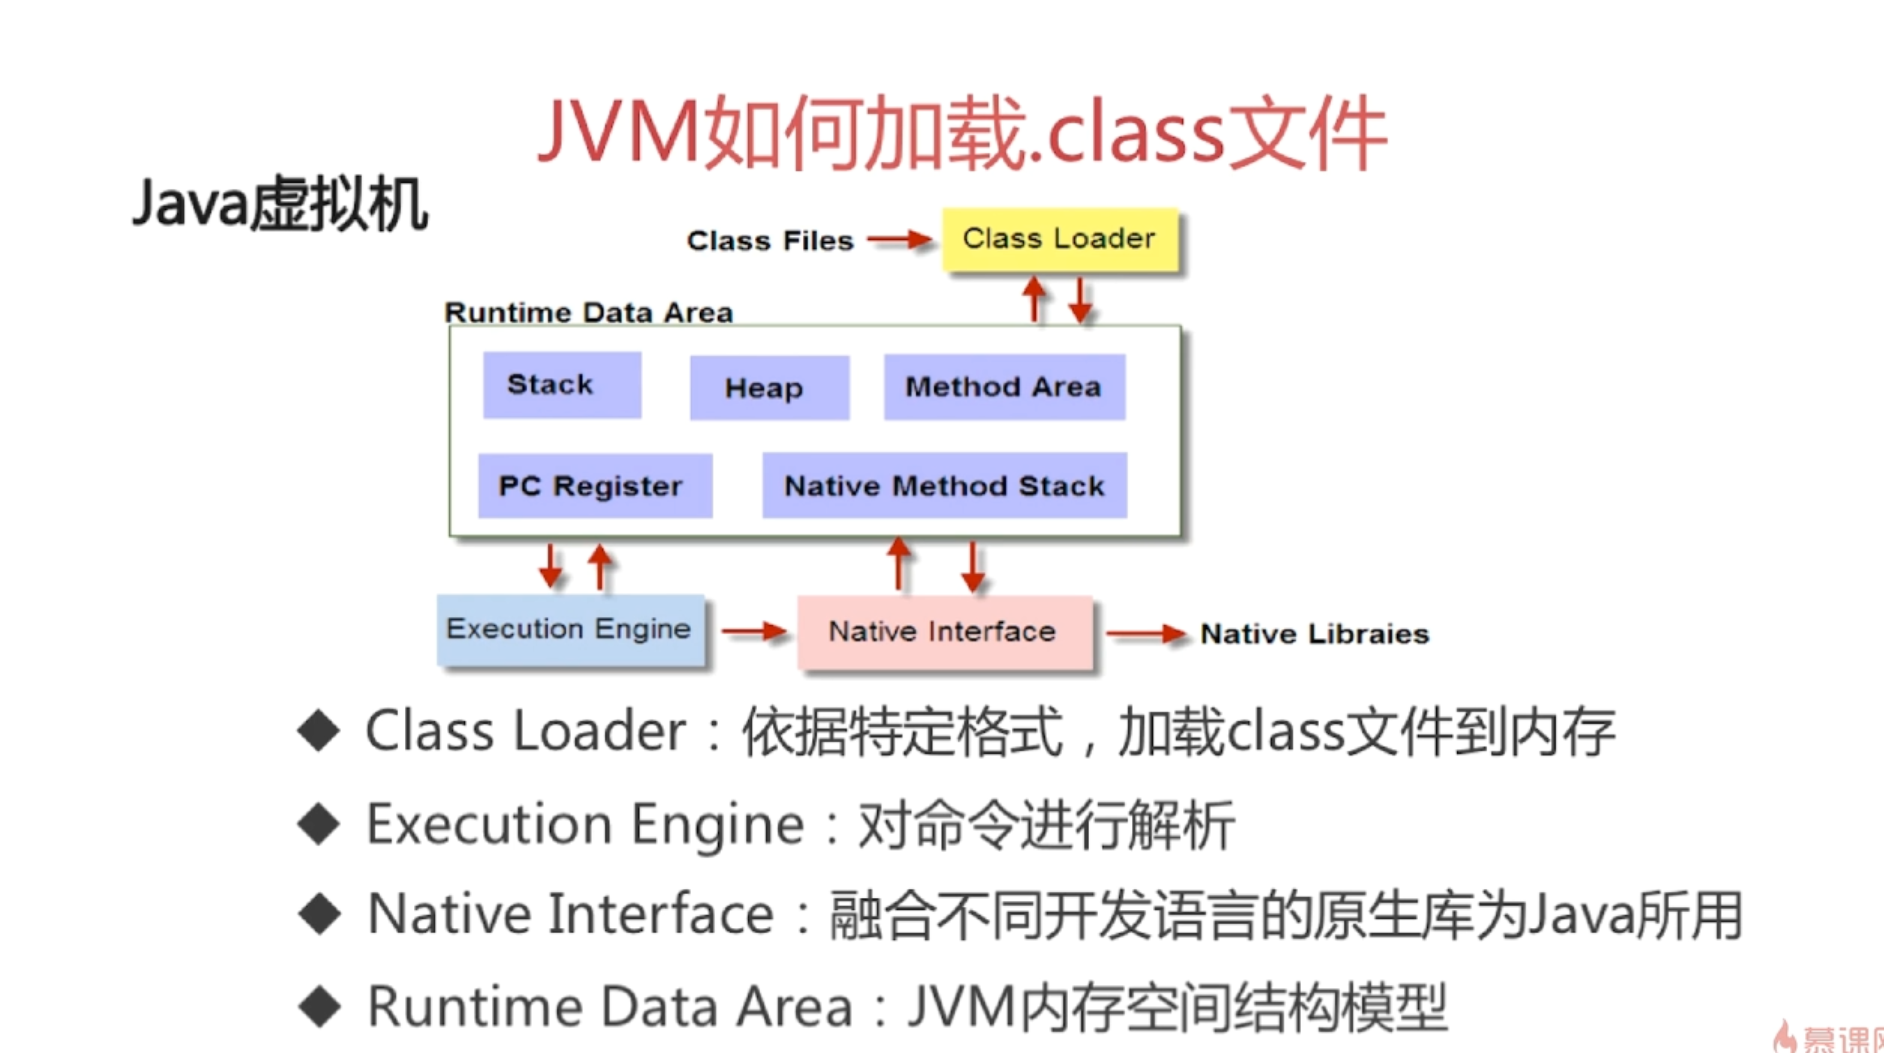 JVM如何加载.class文件
Java虚拟机
Class Files
Class Loader
Runtime Data Area
Stack
Heap
Method Area
PC Register
Native Method Stack
Execution Engine
Native Interface
Native Libraies
◆ Class Loader：依据特定格式，加载class文件到内存
◆ Execution Engine：对命令进行解析
◆ Native Interface：融合不同开发语言的原生库为Java所用
◆ Runtime Data Area：JVM内存空间结构模型
慕课网